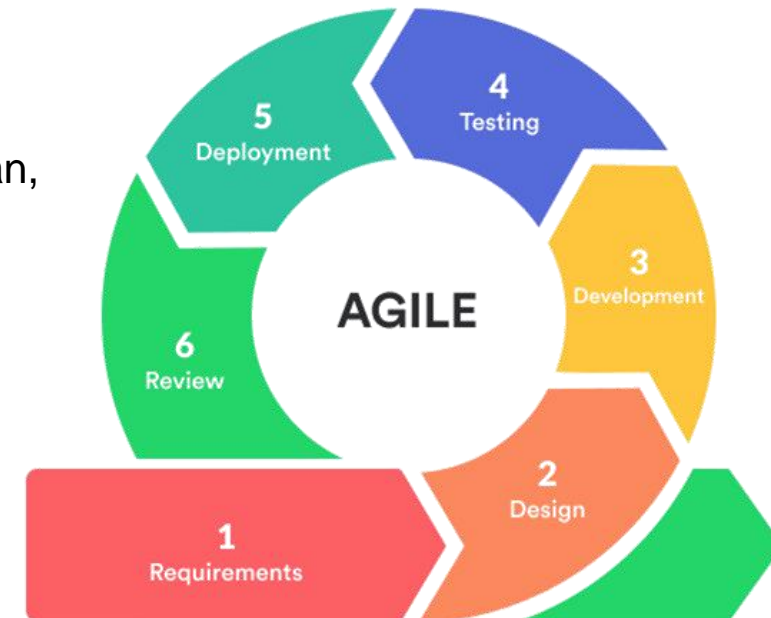 an,
4
Testing
5
Deployment
3
Development
AGILE
6
Review
2
Design
1
Requirements